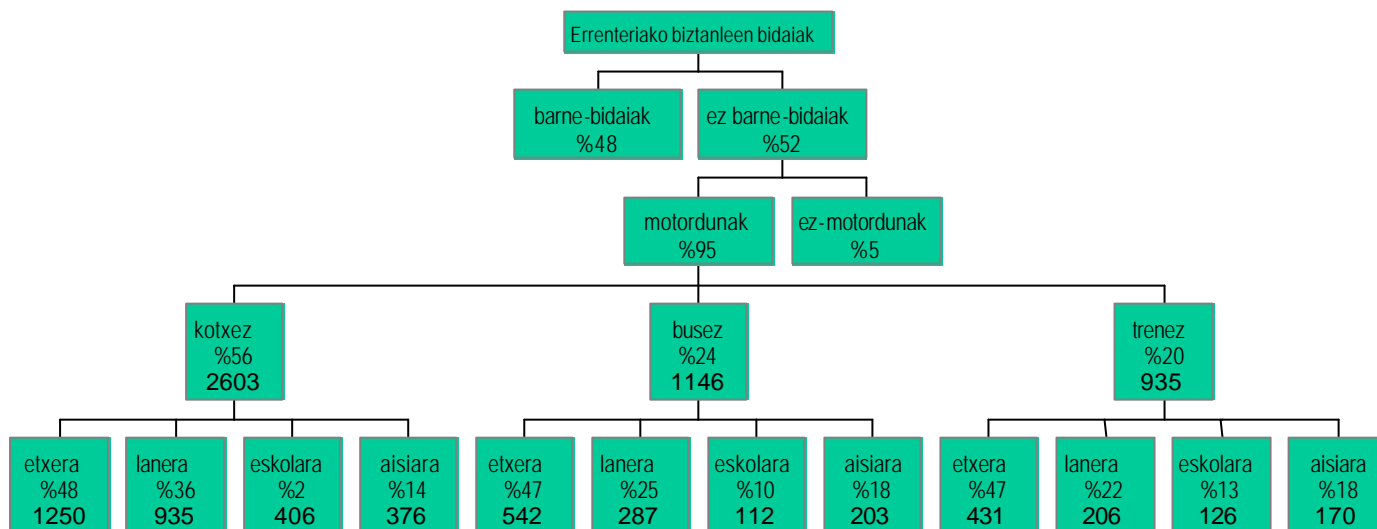 Errenteriako biztanleen bidaiak
barne-bidaiak
%48
ez barne-bidaiak
%52
motordunak
%95
ez-motordunak
%5
kotxez
%56
2603
busez
%24
1146
trenez
%20
935
etxera
%48
1250
lanera
%36
935
eskolara
%2
406
aisiara
%14
376
etxera
%47
542
lanera
%25
287
eskolara
%10
112
aisiara
%18
203
etxera
%47
431
lanera
%22
206
eskolara
%13
126
aisiara
%18
170